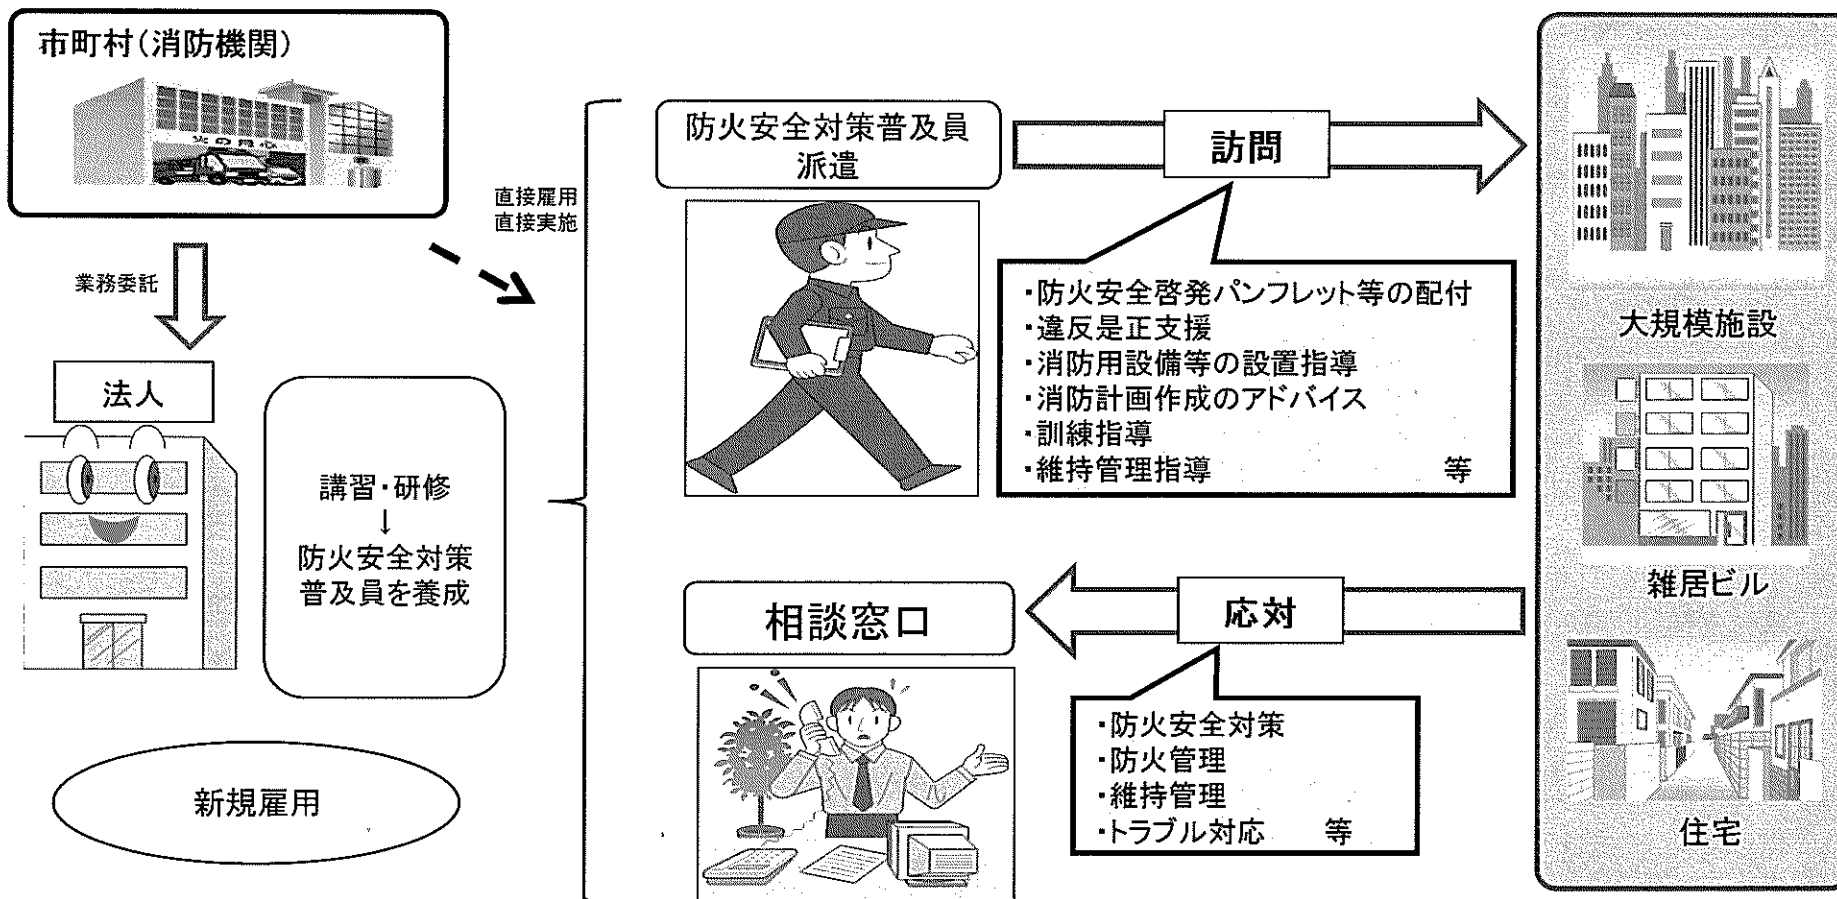 市町村(消防機関)
業務委託
法人
講習・研修
↓
防火安全対策
普及員を養成
新規雇用
直接雇用
直接実施
防火安全対策普及員
派遣
訪問
・防火安全啓発パンフレット等の配付
・違反是正支援
・消防用設備等の設置指導
・消防計画作成のアドバイス
・訓練指導
・維持管理指導 等
相談窓口
応対
・防火安全対策
・防火管理
・維持管理
・トラブル対応 等
大規模施設
雑居ビル
住宅